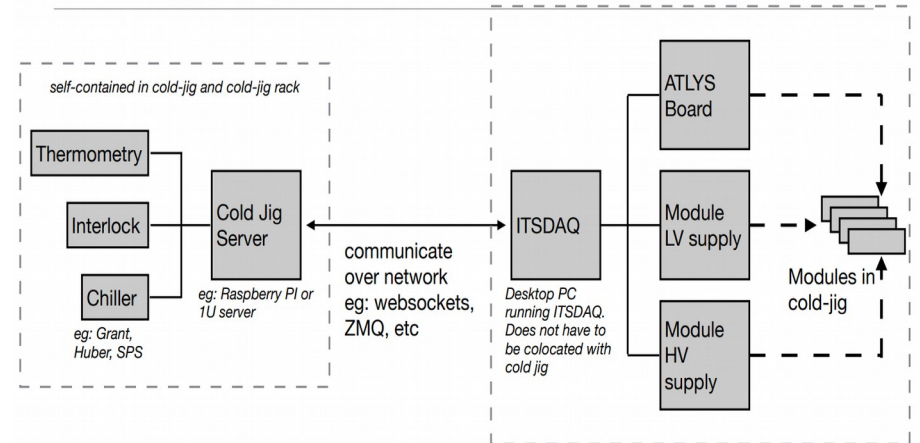 self-contained in cold-jig and cold-jig rack
Thermometry
Interlock
Chiller
eg: Grant,
Huber, SPS
Cold Jig
Server
eg: Raspberry PI or
1U server
communicate
over network
eg: websockets,
ZMQ, etc
ITSDAQ
Desktop PC
running ITSDAQ.
Does not have to
be colocated with
cold jig
ATLYS
Board
Module
LV supply
Module
HV
supply
Modules in
cold-jig